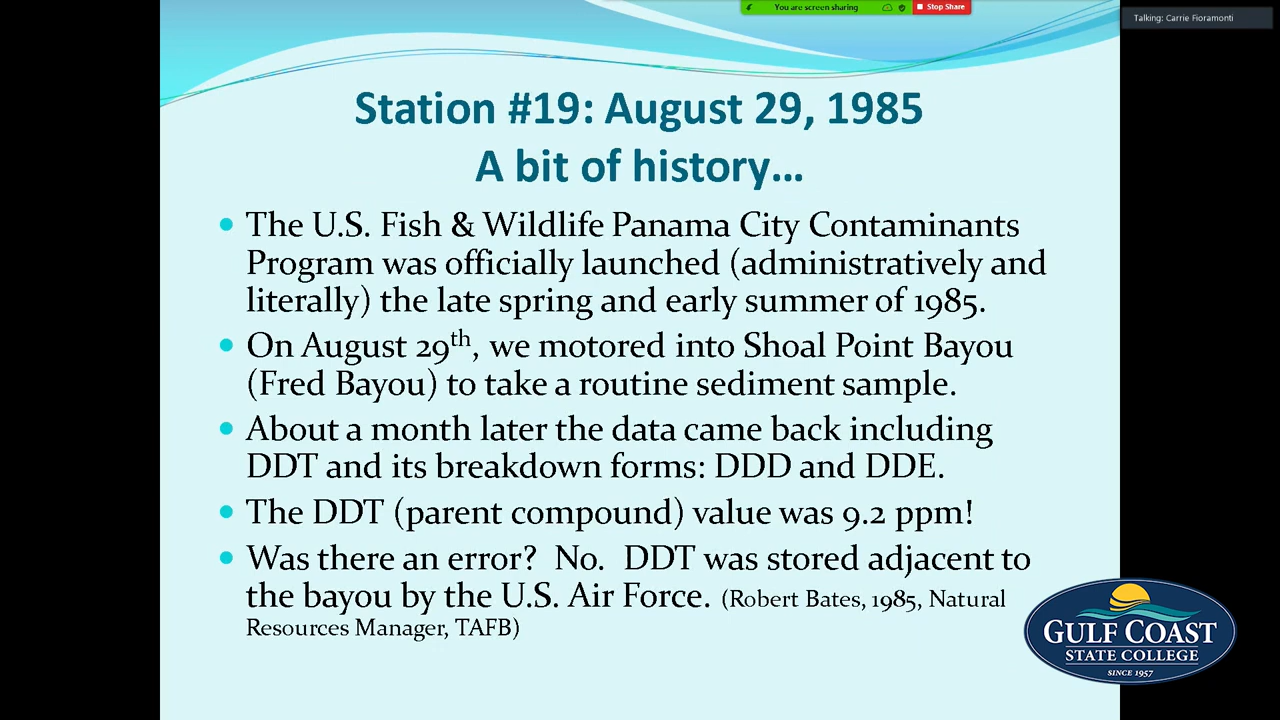 You are screen sharing
Stop Share
Talking: Carrie Fioramonti
Station #19: August 29, 1985
A bit of history...
• The U.S. Fish & Wildlife Panama City Contaminants
Program was officially launched (administratively and
literally) the late spring and early summer of 1985.
• On August 29th, we motored into Shoal Point Bayou
(Fred Bayou) to take a routine sediment sample.
• About a month later the data came back including
DDT and its breakdown forms: DDD and DDE.
• The DDT (parent compound) value was 9.2 ppm!
• Was there an error?  No.  DDT was stored adjacent to
the bayou by the U.S. Air Force. (Robert Bates, 1985, Natural
Resources Manager, TAFB)
GULF COAST
STATE COLLEGE
SINCE 1957